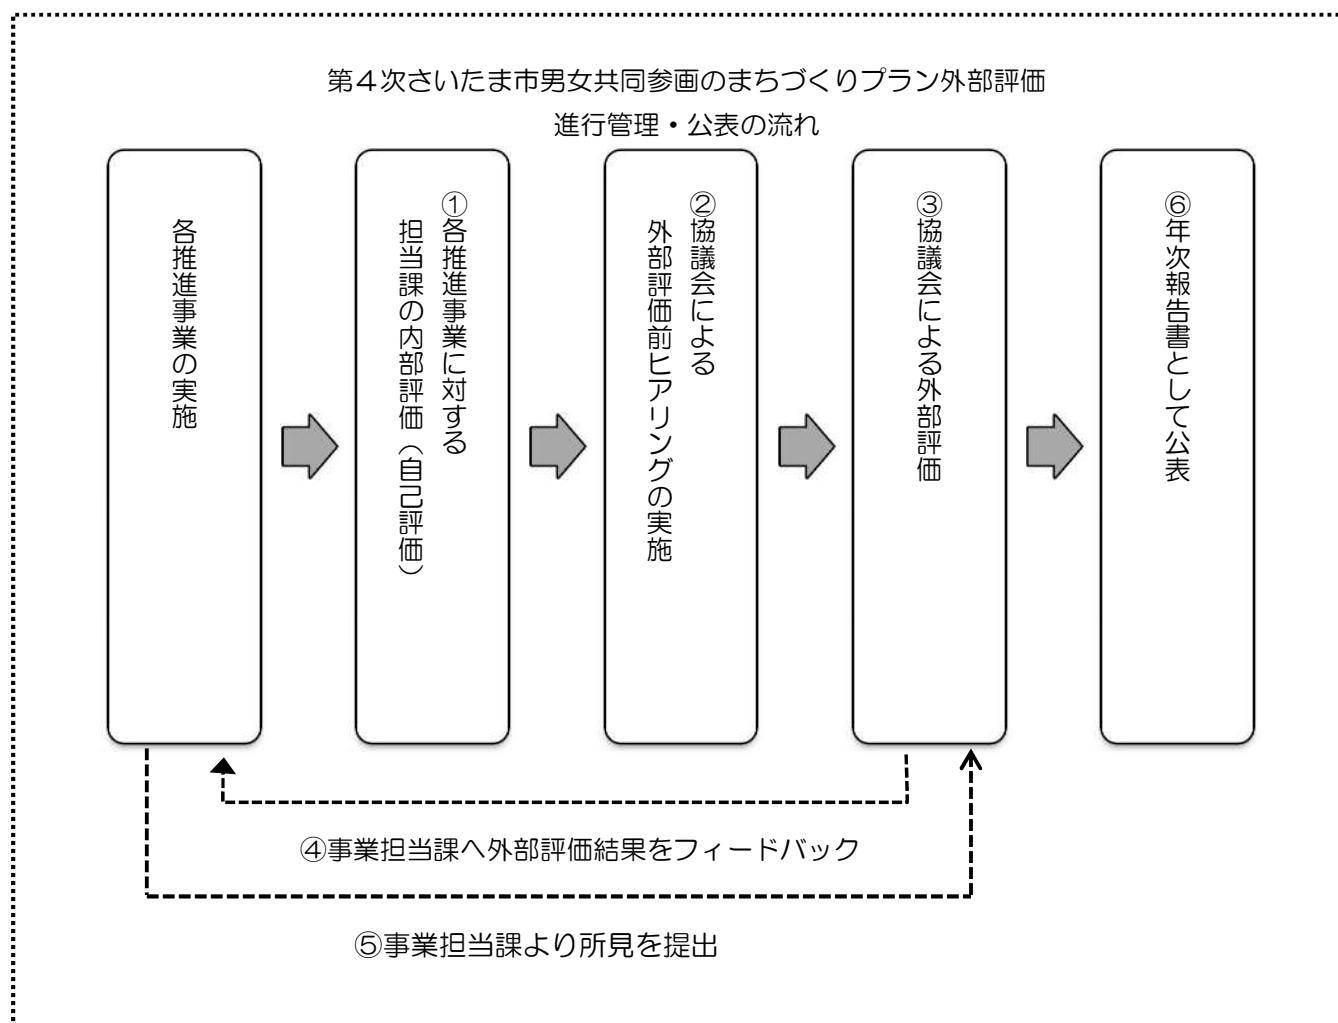 第４次さいたま市男女共同参画のまちづくりプラン外部評価
進行管理・公表の流れ
各推進事業の実施
①各推進事業に対する
担当課の内部評価（自己評価）
②協議会による
外部評価前ヒアリングの実施
③協議会による外部評価
⑥年次報告書として公表
④事業担当課へ外部評価結果をフィードバック
⑤事業担当課より所見を提出